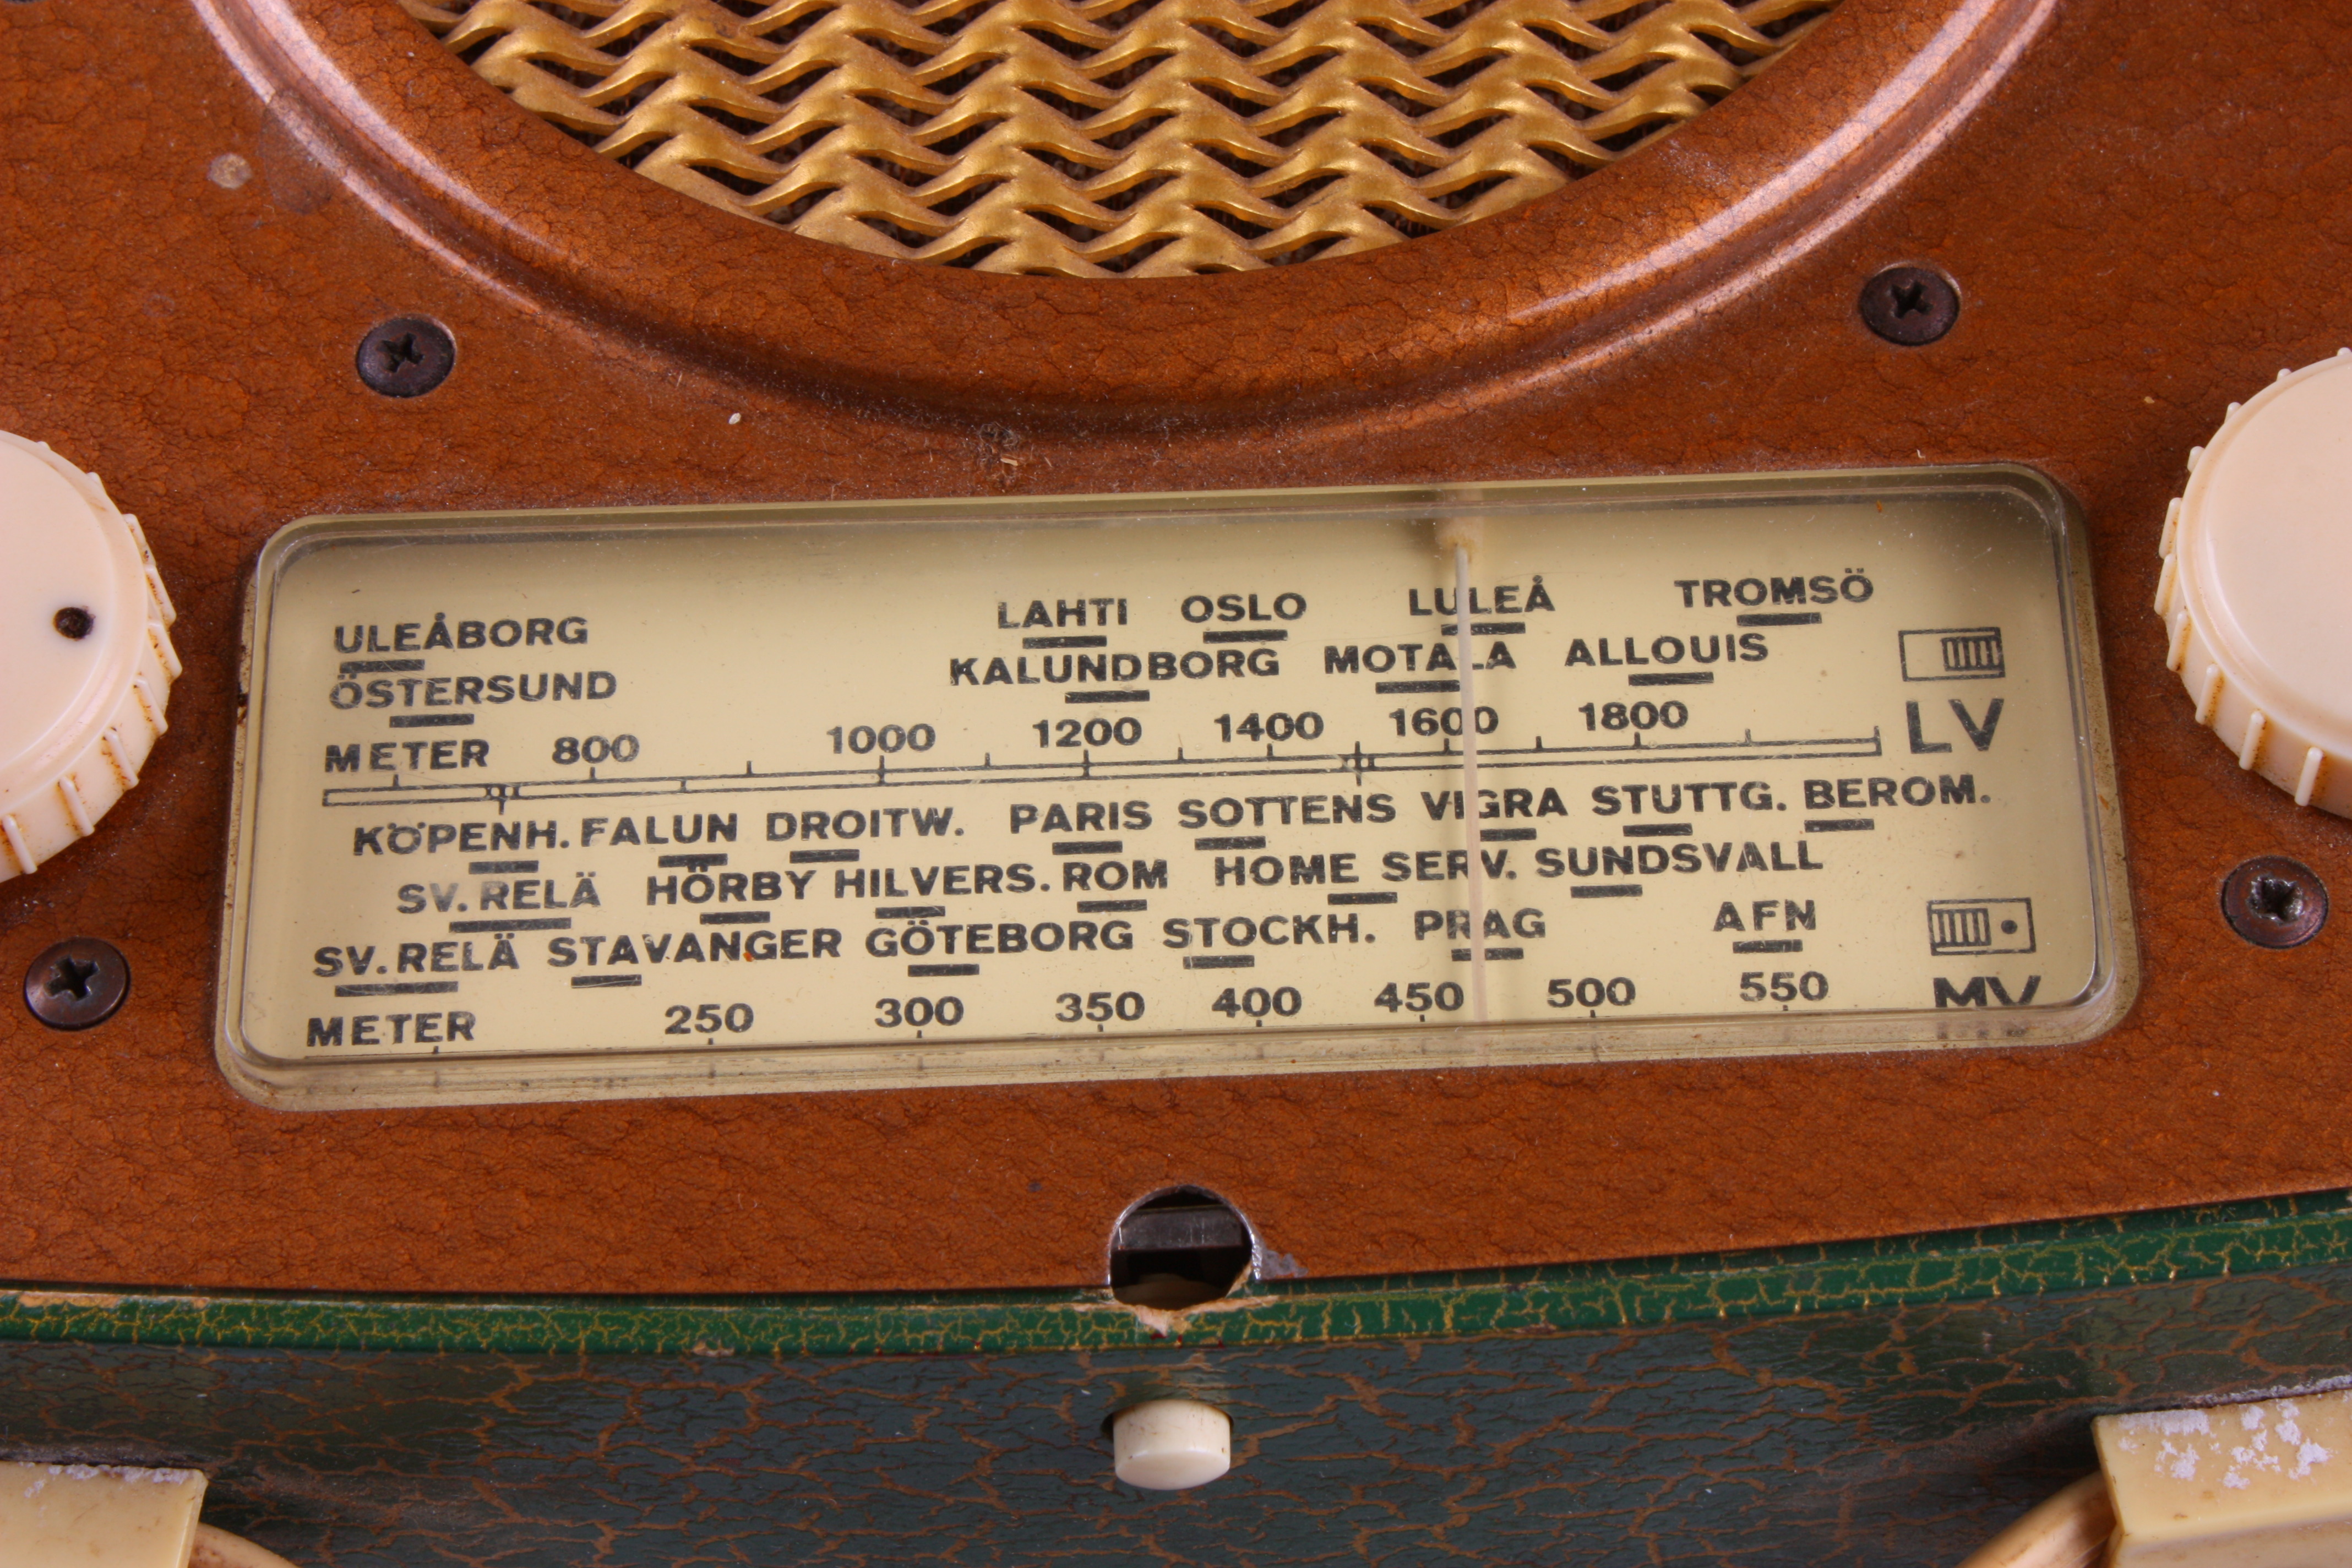 LAHTI OSLO LULEÅ TROMSÖ
ULEÅBORG
KALUNDBORG MOTALA ALLOUIS
ÖSTERSUND
METER 800 1000 1200 1400 1600 1800 LV
KÖPENH. FALUN DROITW. PARIS SOTTENS VIGRA STUTTG. BEROM.
SV. RELÄ HÖRBY HILVERS. ROM HOME SERV. SUNDSVALL
SV. RELÄ STAVANGER GÖTEBORG STOCKH. PRAG AFN
METER 250 300 350 400 450 500 550 MV